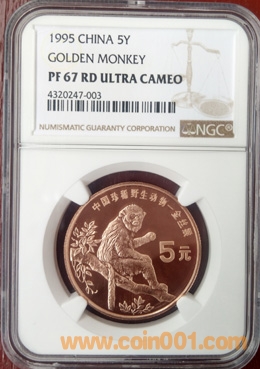 1995 CHINA 5Y
GOLDEN MONKEY
PF 67 RD ULTRA CAMEO
4320247-003
NUMISMATIC GUARANTY CORPORATION
NGC
中国珍稀野生动物—金丝猴
5元
www.coin001.com